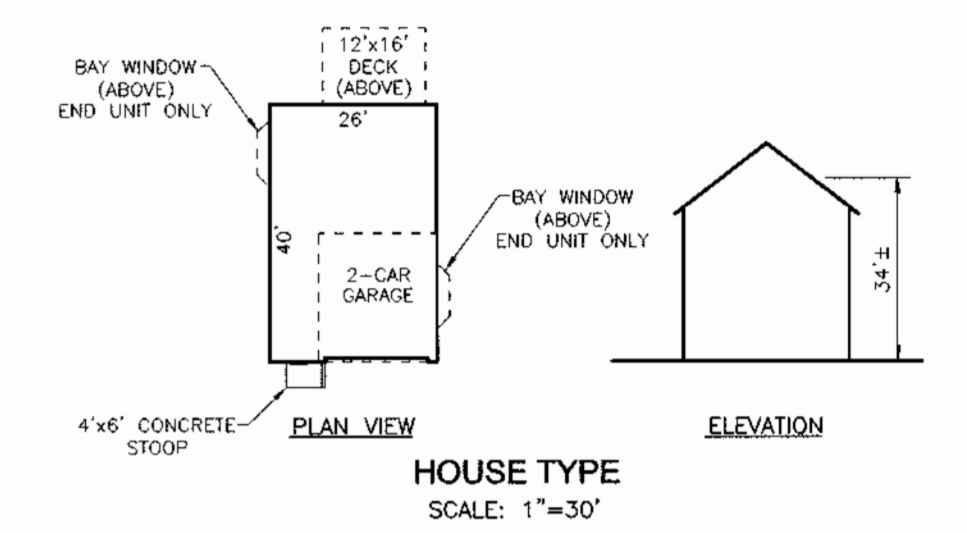 12'x16'
DECK
(ABOVE)
BAY WINDOW
(ABOVE)
END UNIT ONLY
26'
40'
2-CAR
GARAGE
BAY WINDOW
(ABOVE)
END UNIT ONLY
34'±
4'x6' CONCRETE
STOOP
PLAN VIEW
ELEVATION
HOUSE TYPE
SCALE: 1"=30'